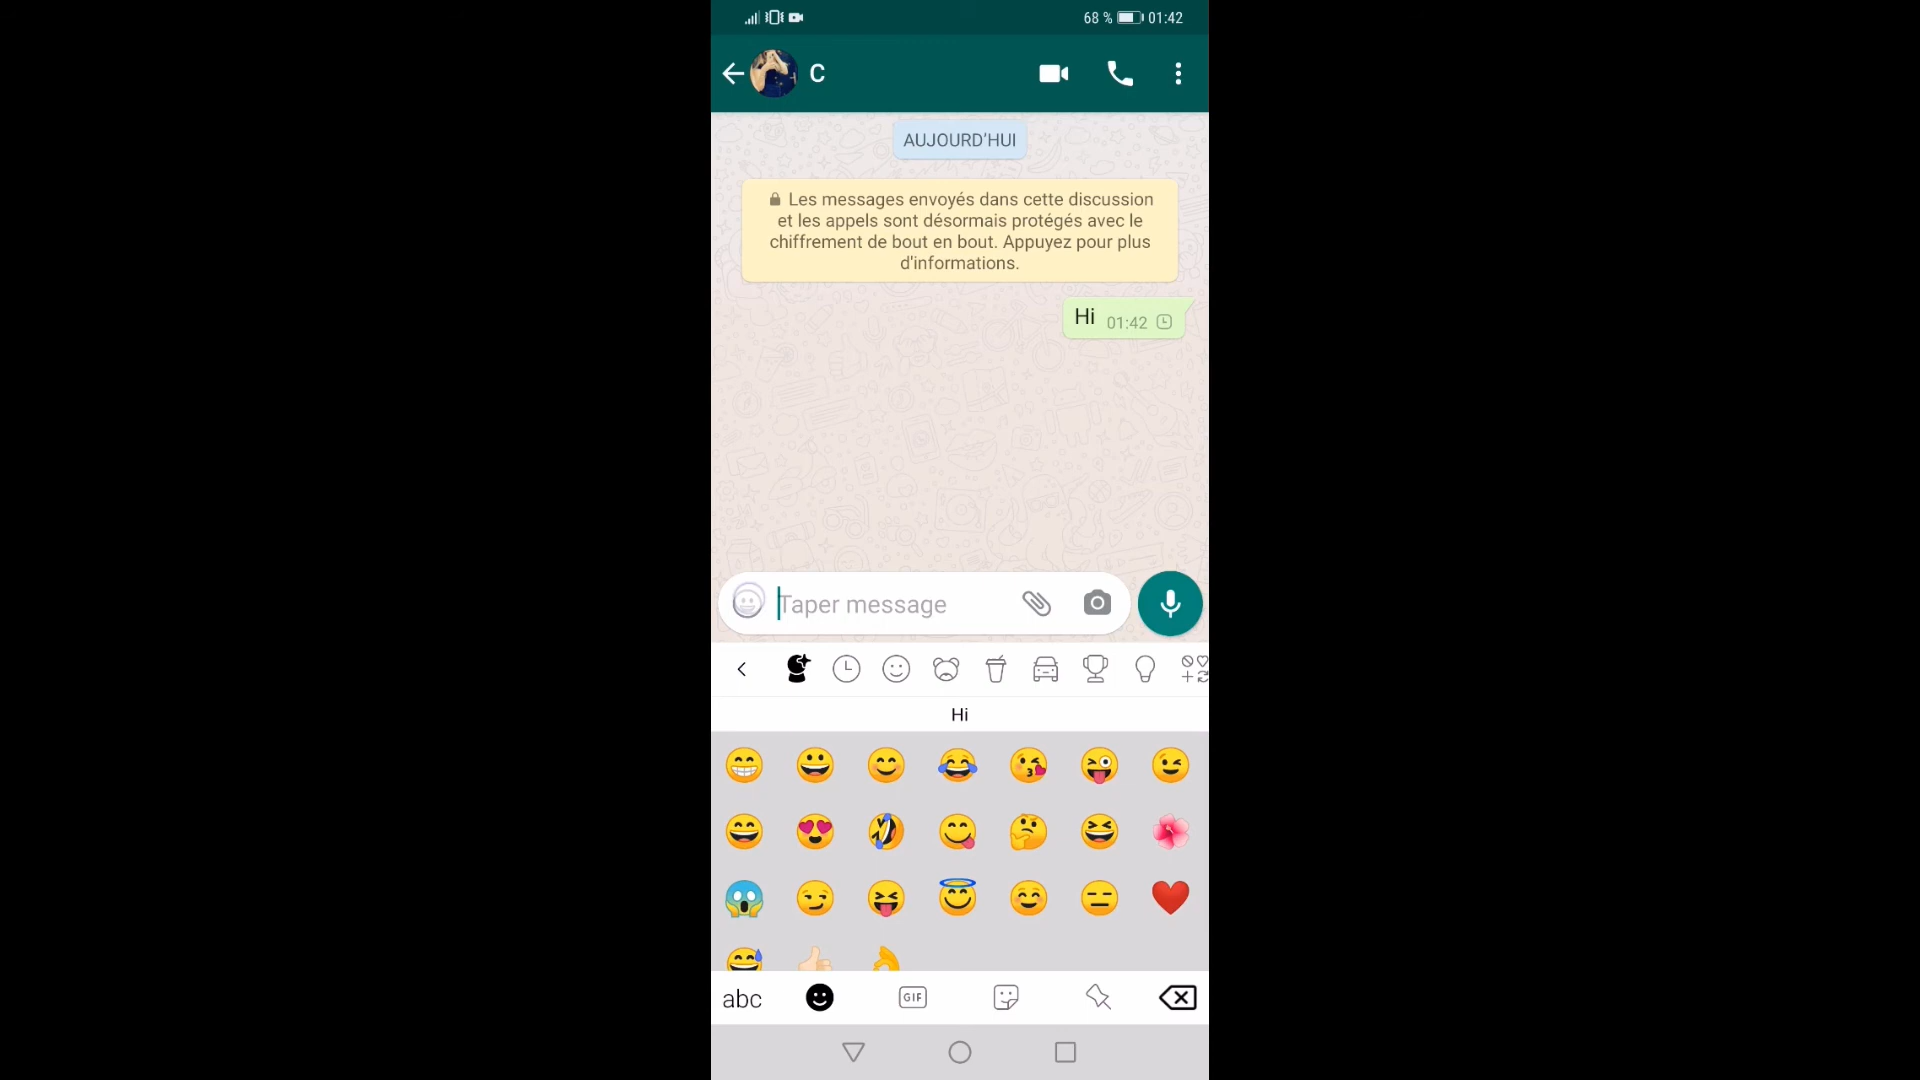 68 % 01:42
C
AUJOURD'HUI
Les messages envoyés dans cette discussion
et les appels sont désormais protégés avec le
chiffrement de bout en bout. Appuyez pour plus
d'informations.
Hi 01:42
Taper message
Hi
abc GIF